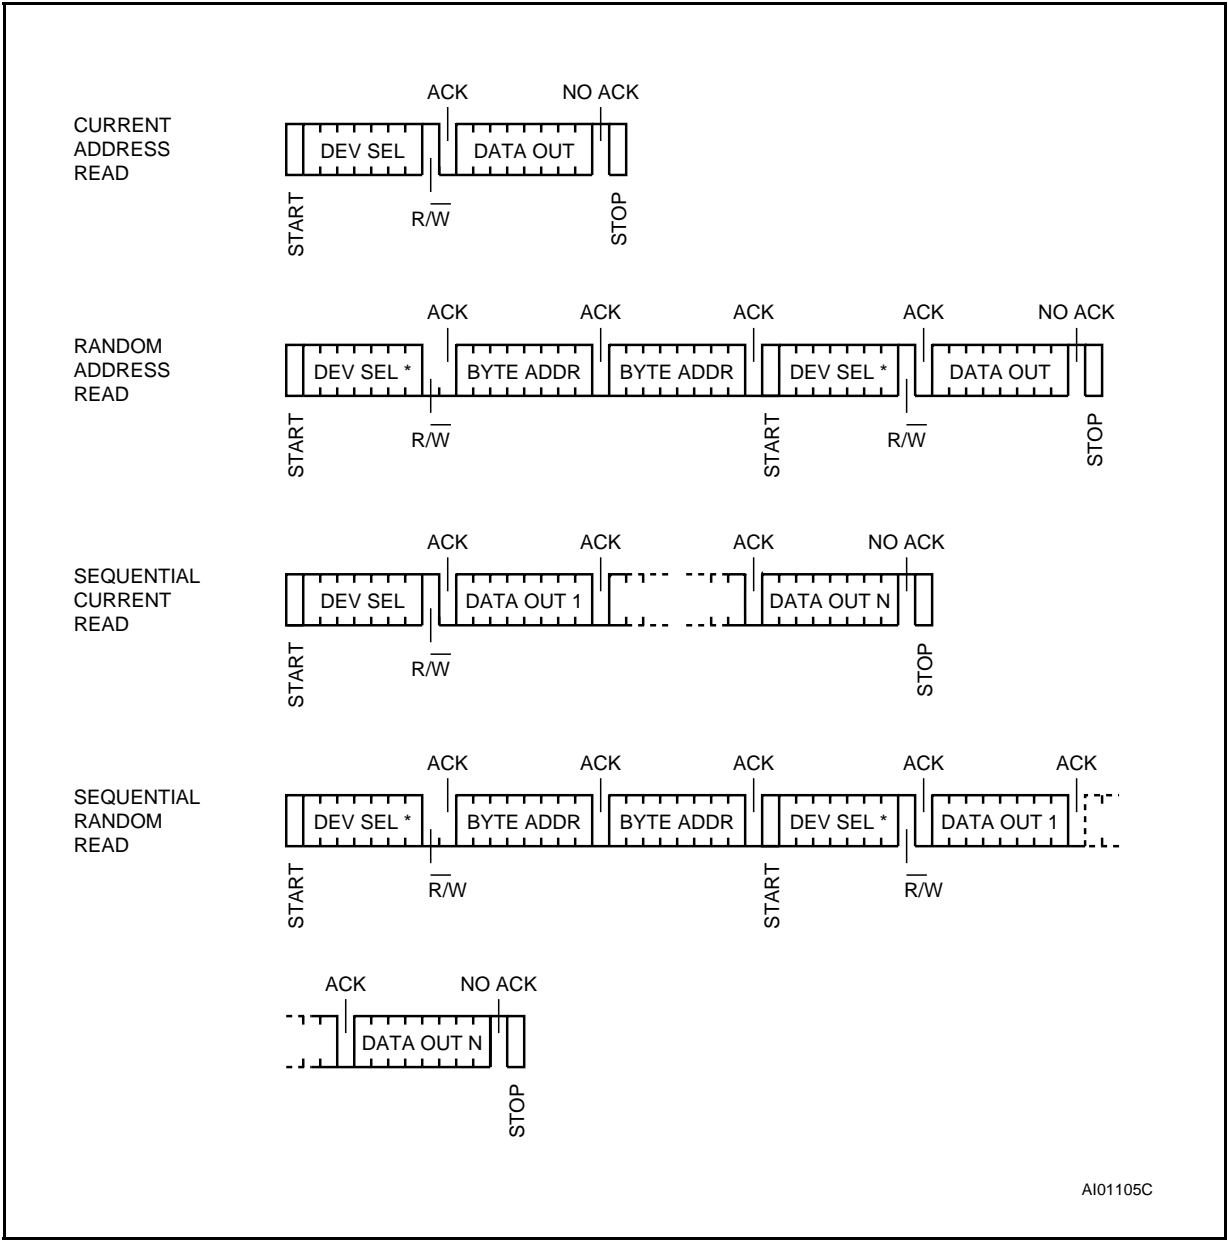 ACK NO ACK
CURRENT
ADDRESS
READ
DEV SEL DATA OUT
START R/W̅ STOP
ACK ACK ACK ACK NO ACK
RANDOM
ADDRESS
READ
DEV SEL * BYTE ADDR BYTE ADDR DEV SEL * DATA OUT
START R/W̅ START R/W̅ STOP
ACK ACK ACK NO ACK
SEQUENTIAL
CURRENT
READ
DEV SEL DATA OUT 1 DATA OUT N
START R/W̅ STOP
ACK ACK ACK ACK ACK
SEQUENTIAL
RANDOM
READ
DEV SEL * BYTE ADDR BYTE ADDR DEV SEL * DATA OUT 1
START R̅/W START R̅/W
ACK NO ACK
DATA OUT N
STOP
AI01105C